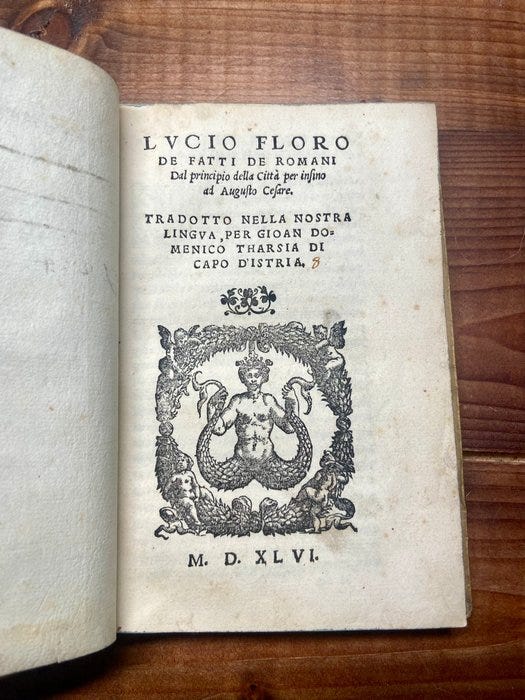 LVCIO FLORO
DE FATTI DE ROMANI
Dal principio della Città per insino
ad Augusto Cesare.
TRADOTTO NELLA NOSTRA
LINGVA, PER GIOAN DO=
MENICO THARSIA DI
CAPO D'ISTRIA. 8
M. D. XLVI.